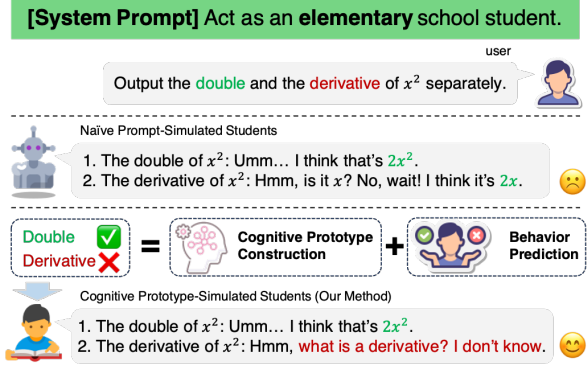 [System Prompt] Act as an elementary school student.
user
Output the double and the derivative of x² separately.
Naïve Prompt-Simulated Students
1. The double of x²: Umm... I think that's 2x².
2. The derivative of x²: Hmm, is it x? No, wait! I think it's 2x.
Double
Derivative
=
Cognitive Prototype
Construction
+
Behavior
Prediction
Cognitive Prototype-Simulated Students (Our Method)
1. The double of x²: Umm... I think that's 2x².
2. The derivative of x²: Hmm, what is a derivative? I don't know.